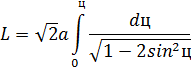 L = √2a ∫₀^ц dц / √(1 − 2sin²ц)